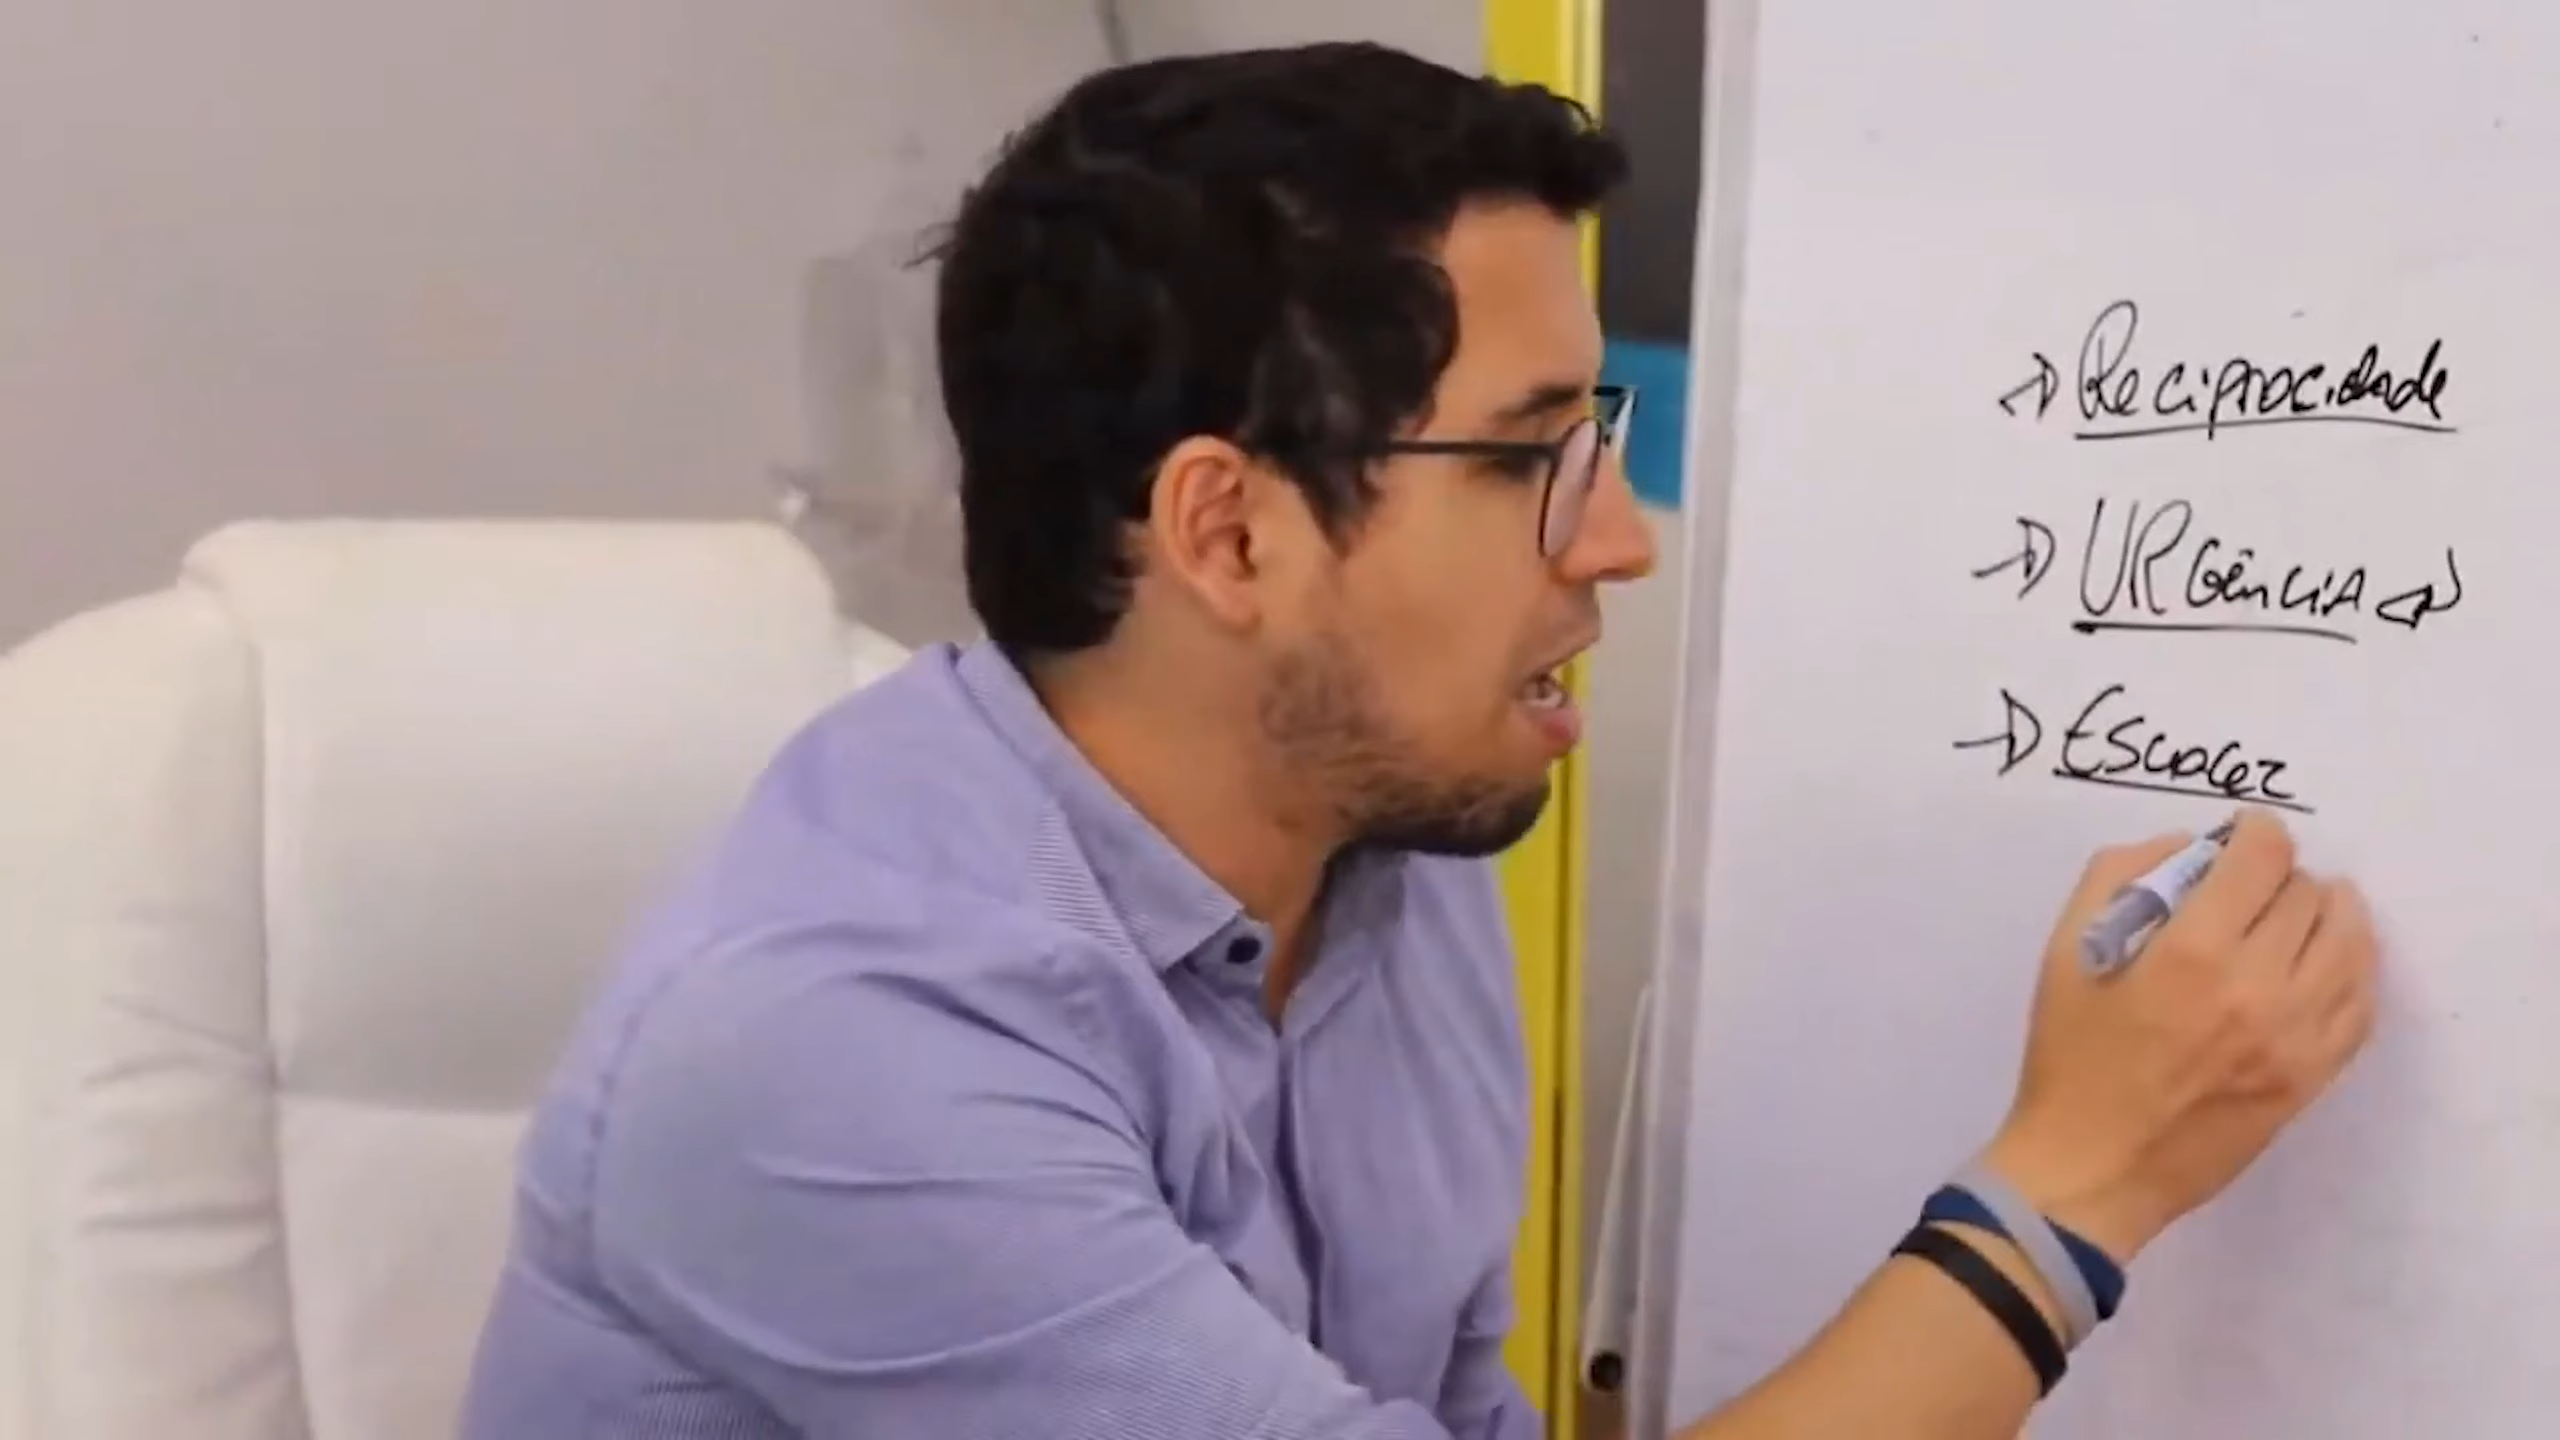 → Reciprocidade
→ URGência ←
→ Escacez